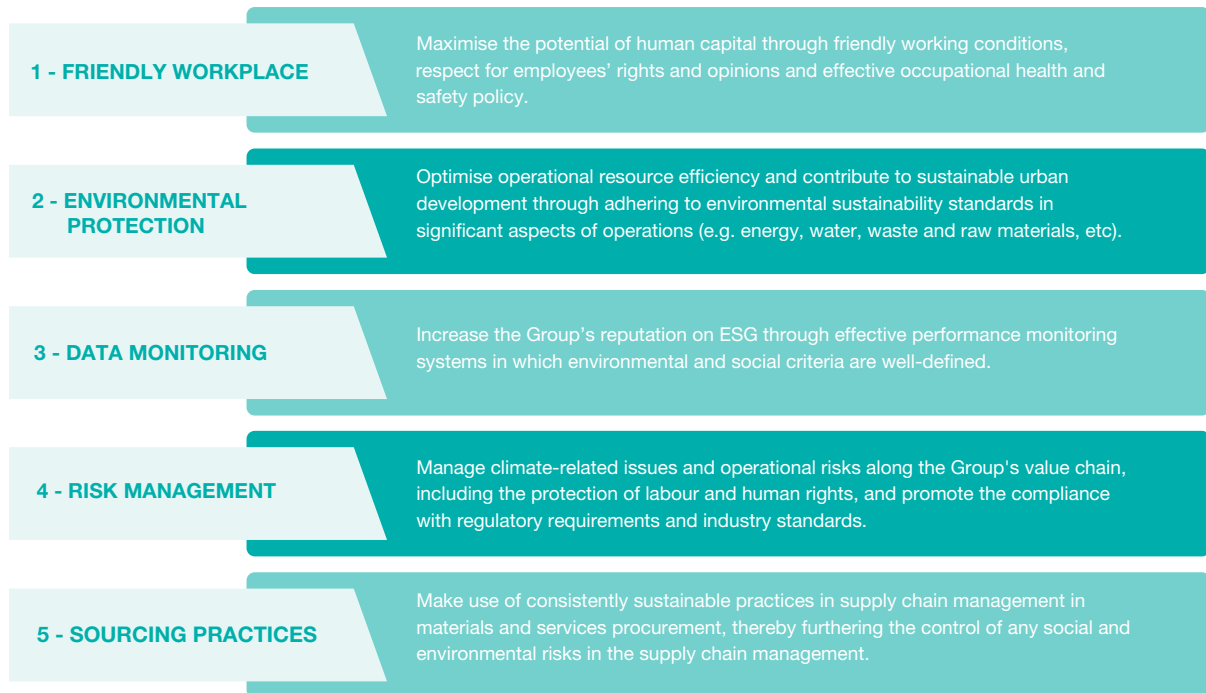 1 - FRIENDLY WORKPLACE
Maximise the potential of human capital through friendly working conditions,
respect for employees’ rights and opinions and effective occupational health and
safety policy.
2 - ENVIRONMENTAL
PROTECTION
Optimise operational resource efficiency and contribute to sustainable urban
development through adhering to environmental sustainability standards in
significant aspects of operations (e.g. energy, water, waste and raw materials, etc).
3 - DATA MONITORING
Increase the Group’s reputation on ESG through effective performance monitoring
systems in which environmental and social criteria are well-defined.
4 - RISK MANAGEMENT
Manage climate-related issues and operational risks along the Group's value chain,
including the protection of labour and human rights, and promote the compliance
with regulatory requirements and industry standards.
5 - SOURCING PRACTICES
Make use of consistently sustainable practices in supply chain management in
materials and services procurement, thereby furthering the control of any social and
environmental risks in the supply chain management.